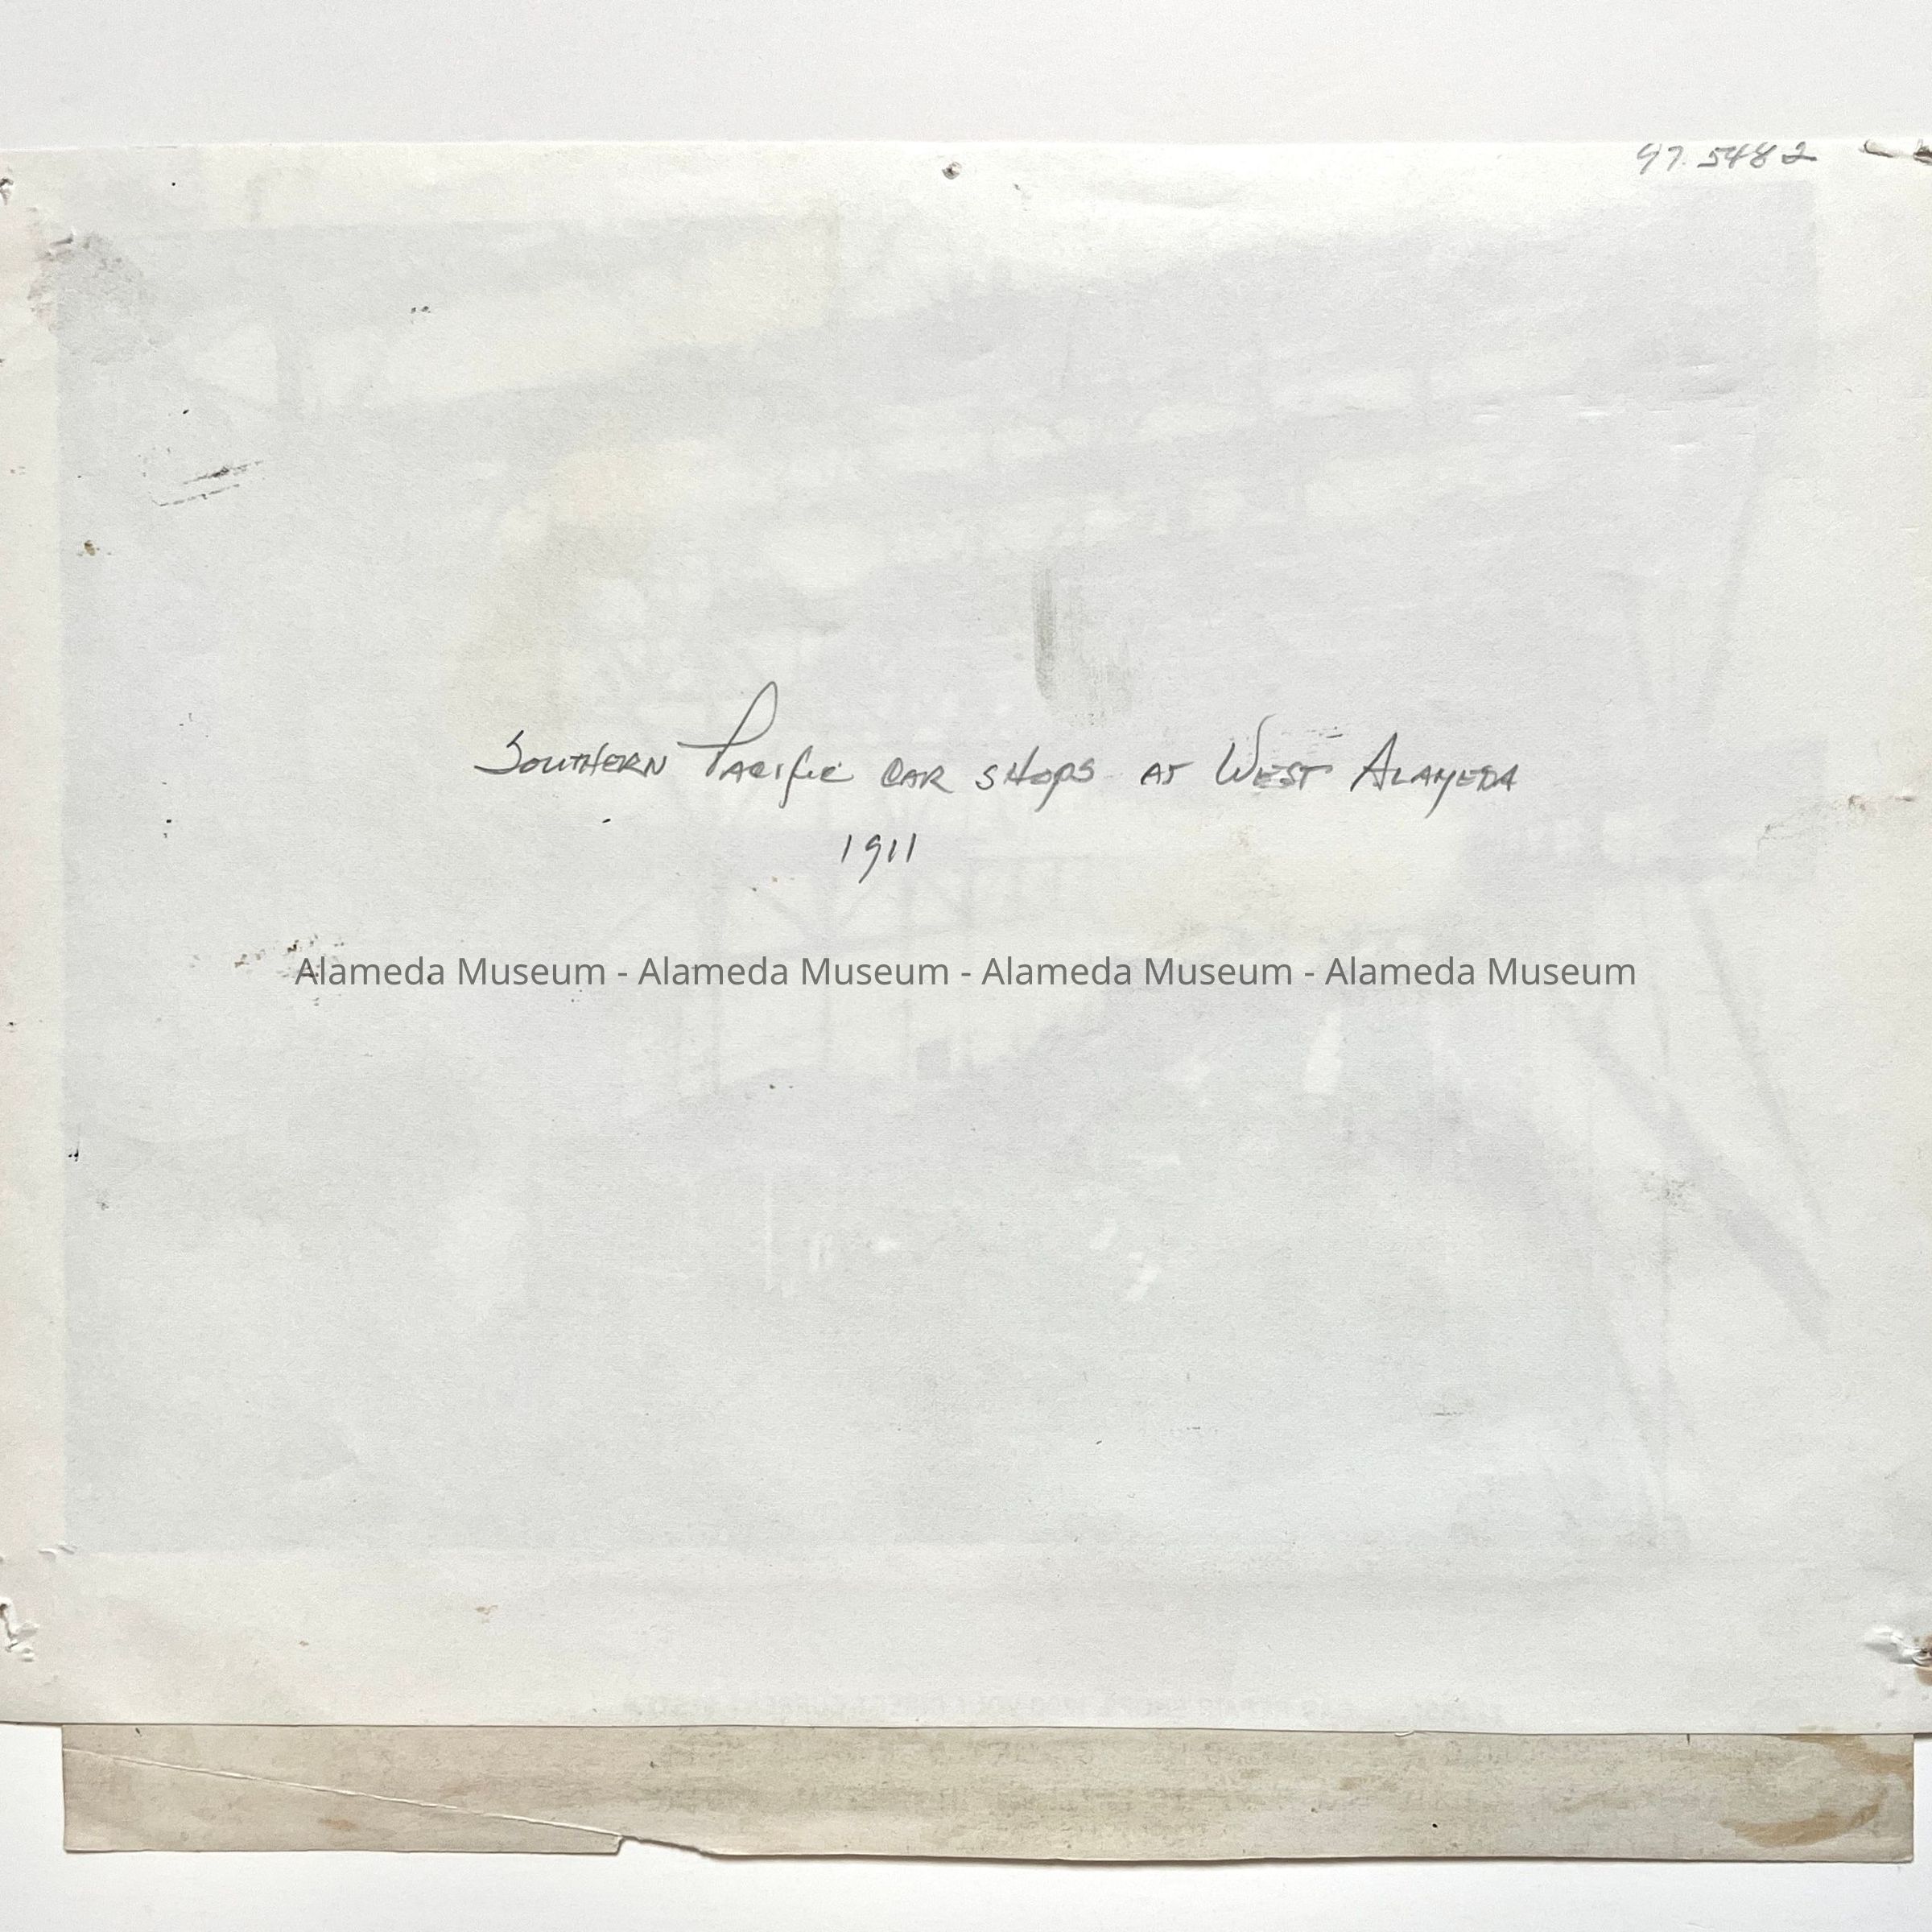 97.5482
Southern Pacific car shops at West Alameda
1911
Alameda Museum - Alameda Museum - Alameda Museum - Alameda Museum